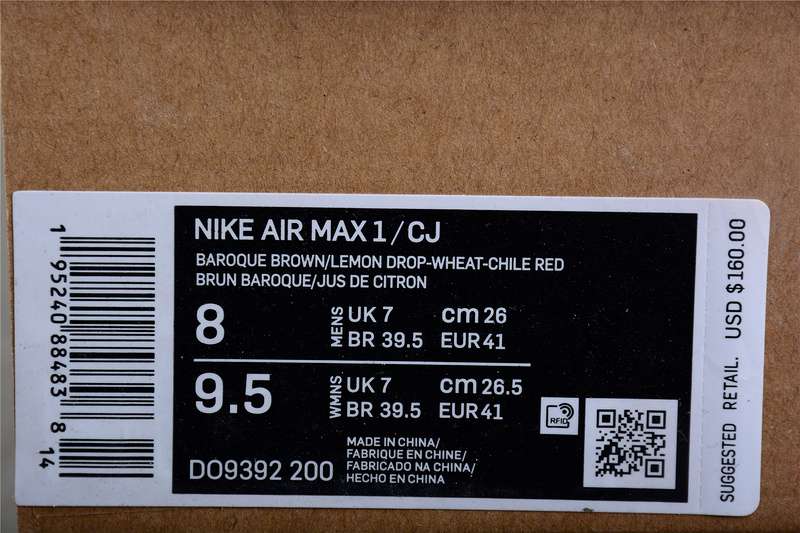 NIKE AIR MAX 1/CJ
BAROQUE BROWN/LEMON DROP-WHEAT-CHILE RED
BRUN BAROQUE/JUS DE CITRON
8
MENS
UK 7 cm 26
BR 39.5 EUR 41
9.5
WMNS
UK 7 cm 26.5
BR 39.5 EUR 41
DO9392 200
MADE IN CHINA/
FABRIQUE EN CHINE/
FABRICADO NA CHINA/
HECHO EN CHINA
RFID
1 95240 88483 8 14
SUGGESTED RETAIL. USD $160.00